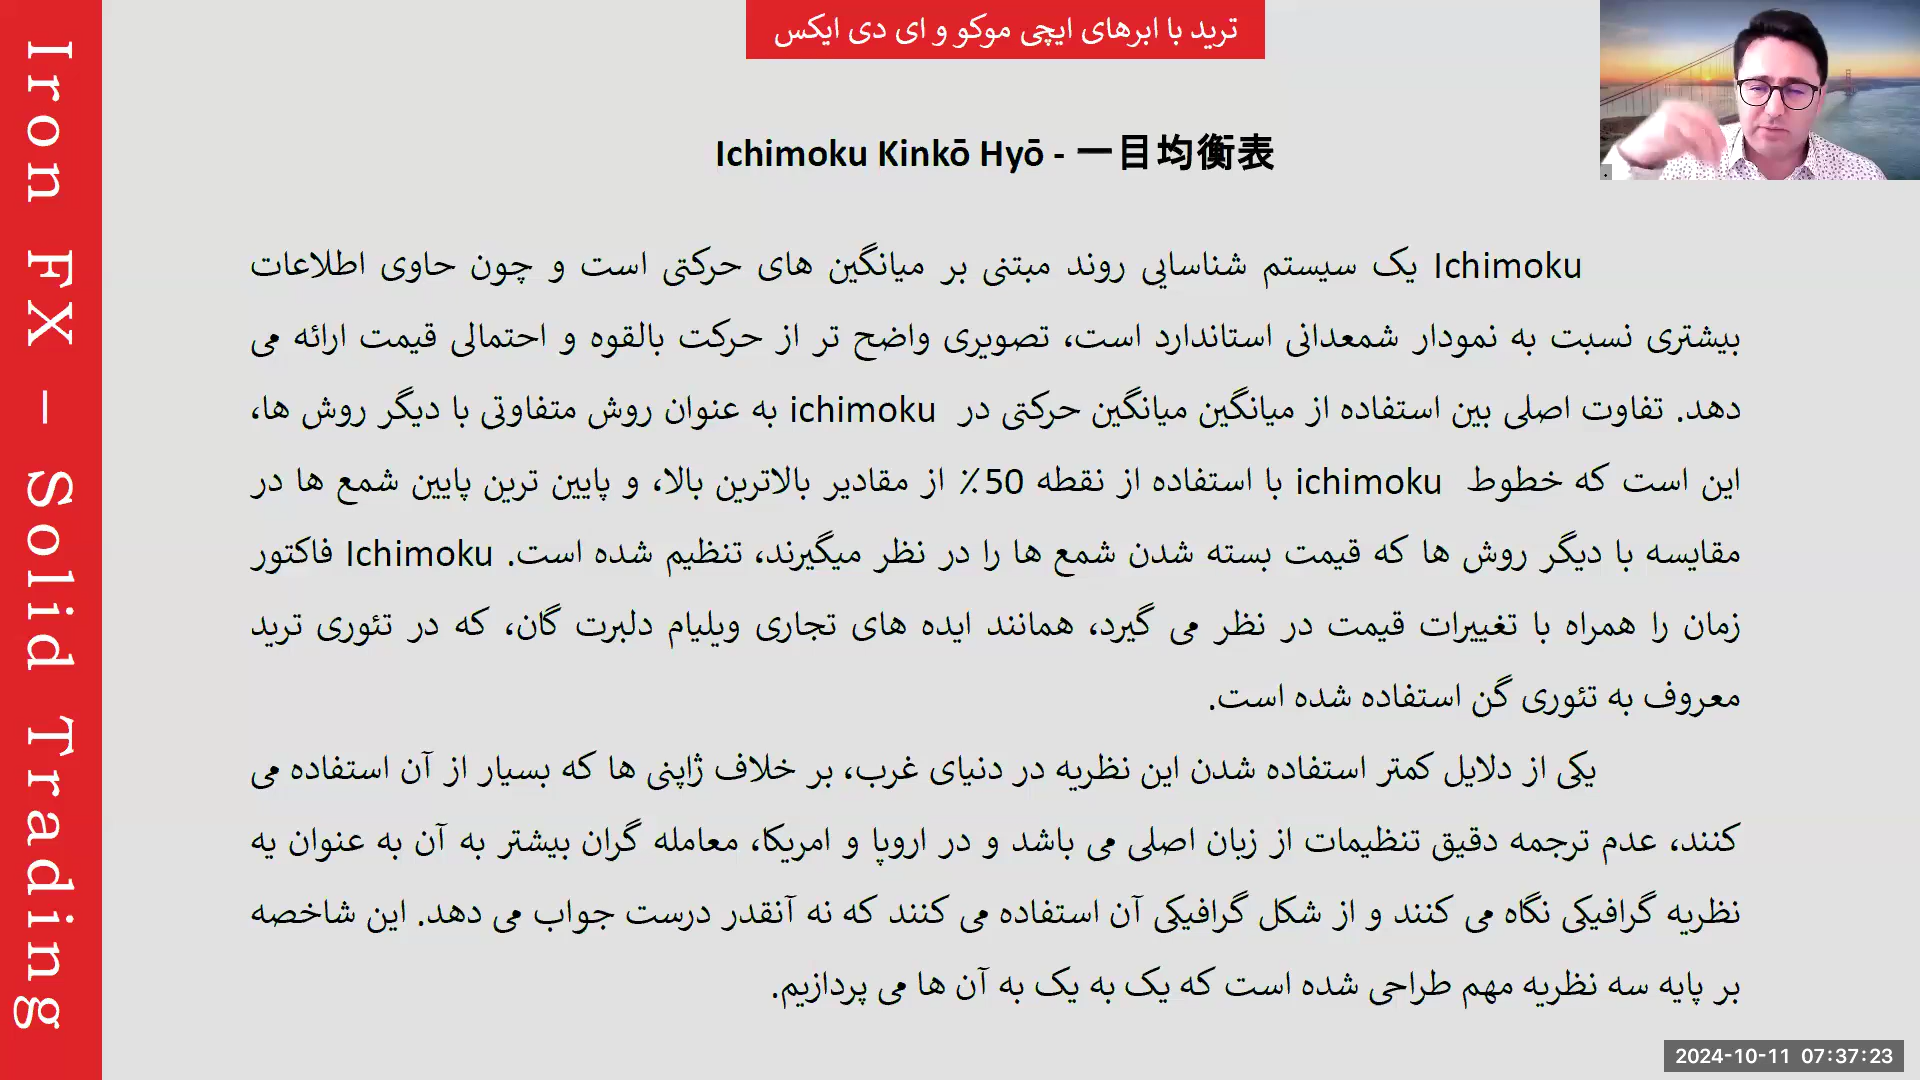 Iron FX – Solid Trading
ترید با ابرهای ایچی موکو و ای دی ایکس
Ichimoku Kinkō Hyō - 一目均衡表
Ichimoku یک سیستم شناسایی روند مبتنی بر میانگین های حرکتی است و چون حاوی اطلاعات
بیشتری نسبت به نمودار شمعدانی استاندارد است، تصویری واضح تر از حرکت بالقوه و احتمالی قیمت ارائه می
دهد. تفاوت اصلی بین استفاده از میانگین میانگین حرکتی در ichimoku به عنوان روش متفاوتی با دیگر روش ها،
این است که خطوط ichimoku با استفاده از نقطه 50٪ از مقادیر بالاترین بالا، و پایین ترین پایین شمع ها در
مقایسه با دیگر روش ها که قیمت بسته شدن شمع ها را در نظر میگیرند، تنظیم شده است. Ichimoku فاکتور
زمان را همراه با تغییرات قیمت در نظر می گیرد، همانند ایده های تجاری ویلیام دلبرت گان، که در تئوری ترید
معروف به تئوری گن استفاده شده است.
یکی از دلایل کمتر استفاده شدن این نظریه در دنیای غرب، بر خلاف ژاپنی ها که بسیار از آن استفاده می
کنند، عدم ترجمه دقیق تنظیمات از زبان اصلی می باشد و در اروپا و امریکا، معامله گران بیشتر به آن به عنوان یه
نظریه گرافیکی نگاه می کنند و از شکل گرافیکی آن استفاده می کنند که نه آنقدر درست جواب می دهد. این شاخصه
بر پایه سه نظریه مهم طراحی شده است که یک به یک به آن ها می پردازیم.
2024-10-11 07:37:23